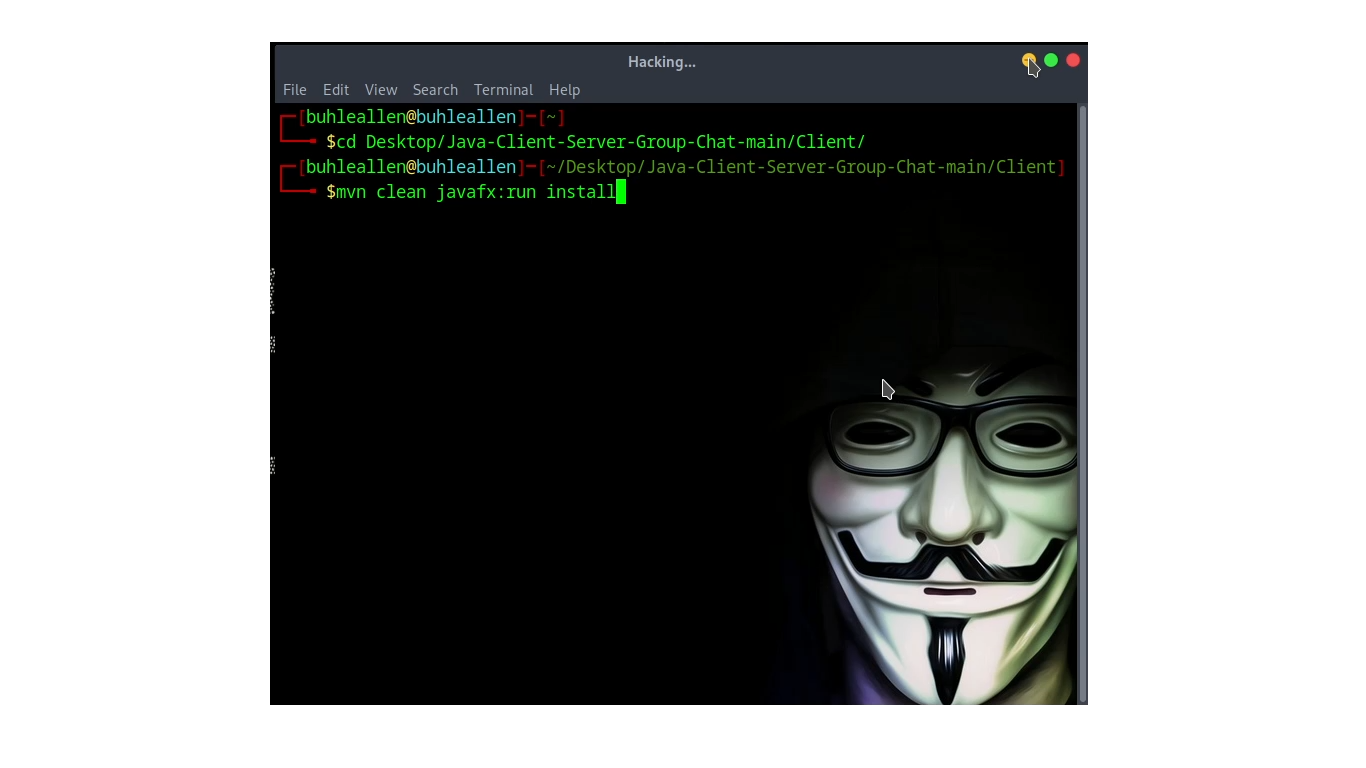 Hacking...
File Edit View Search Terminal Help
[buhleallen@buhleallen]─[~]
$cd Desktop/Java-Client-Server-Group-Chat-main/Client/
[buhleallen@buhleallen]─[~/Desktop/Java-Client-Server-Group-Chat-main/Client]
$mvn clean javafx:run install